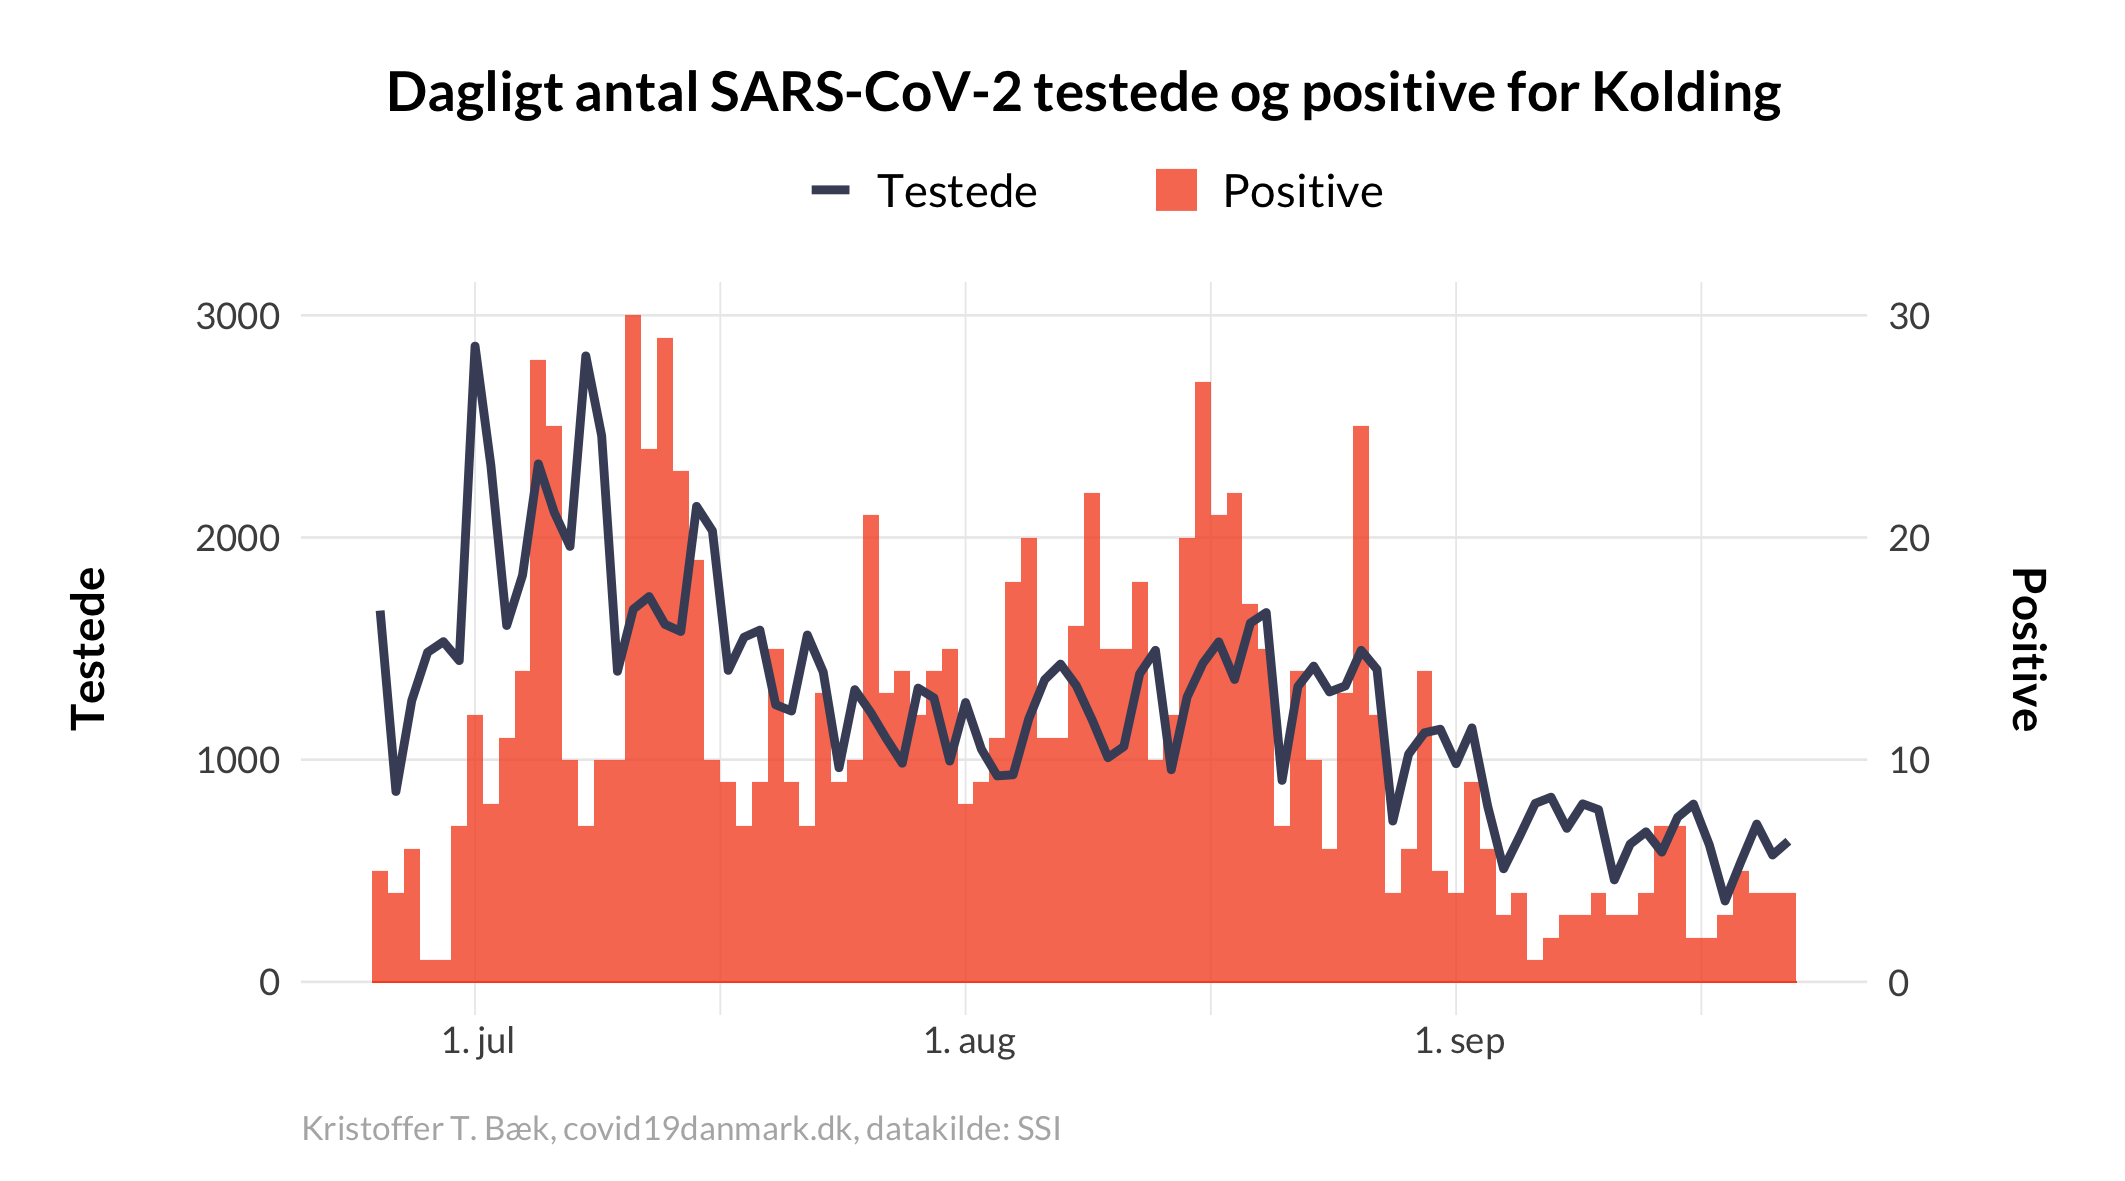 Dagligt antal SARS-CoV-2 testede og positive for Kolding
Testede
Positive
3000
2000
1000
0
Testede
30
20
10
0
Positive
1. jul
1. aug
1. sep
Kristoffer T. Bæk, covid19danmark.dk, datakilde: SSI